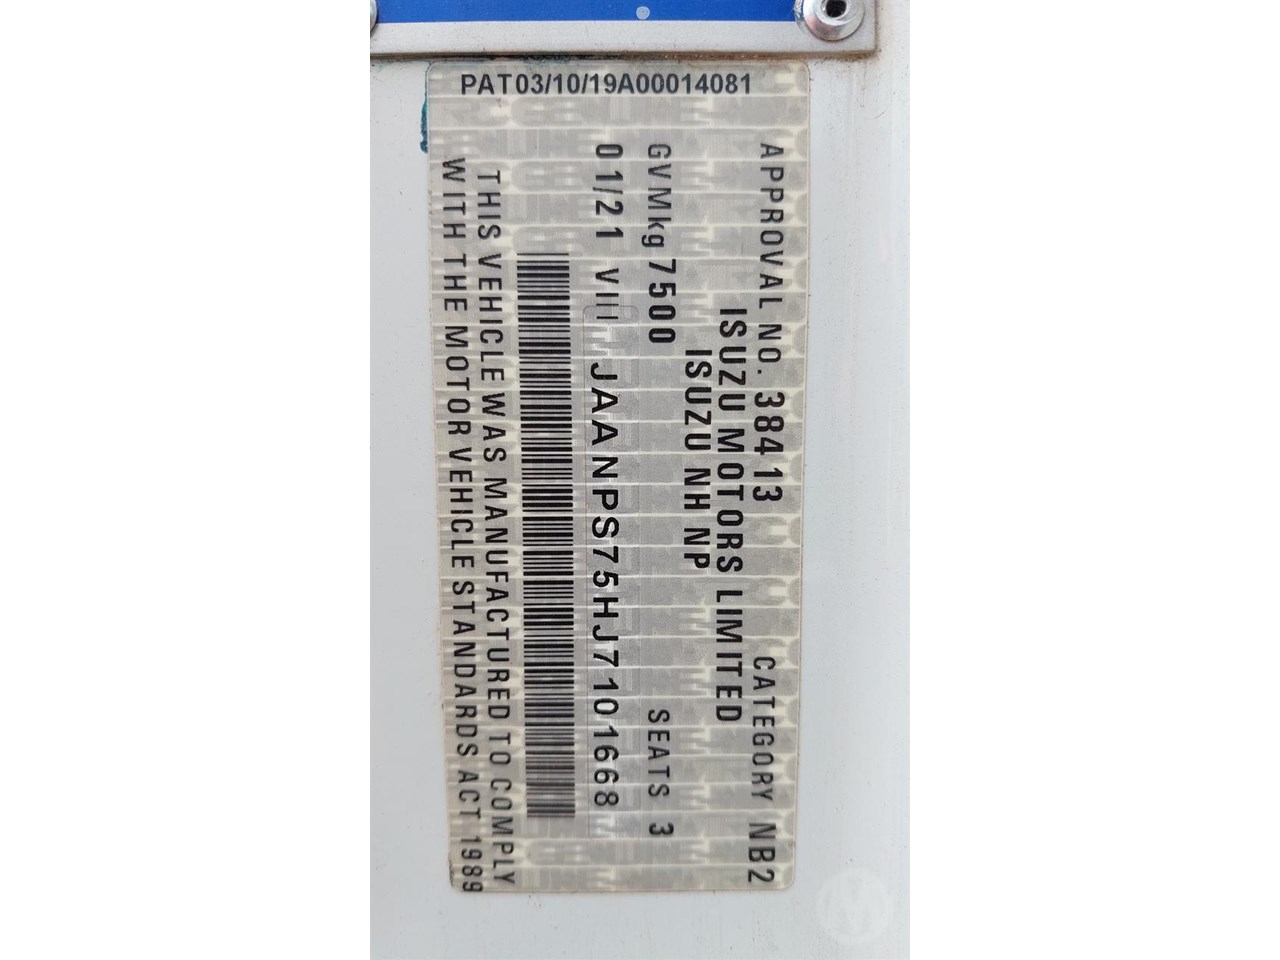 PAT03/10/19A00014081
APPROVAL NO. 38413 CATEGORY NB2
ISUZU MOTORS LIMITED
ISUZU NH NP
GVMkg 7500 SEATS 3
01/21 VIN JAANPS75HJ7101668
THIS VEHICLE WAS MANUFACTURED TO COMPLY
WITH THE MOTOR VEHICLE STANDARDS ACT 1989